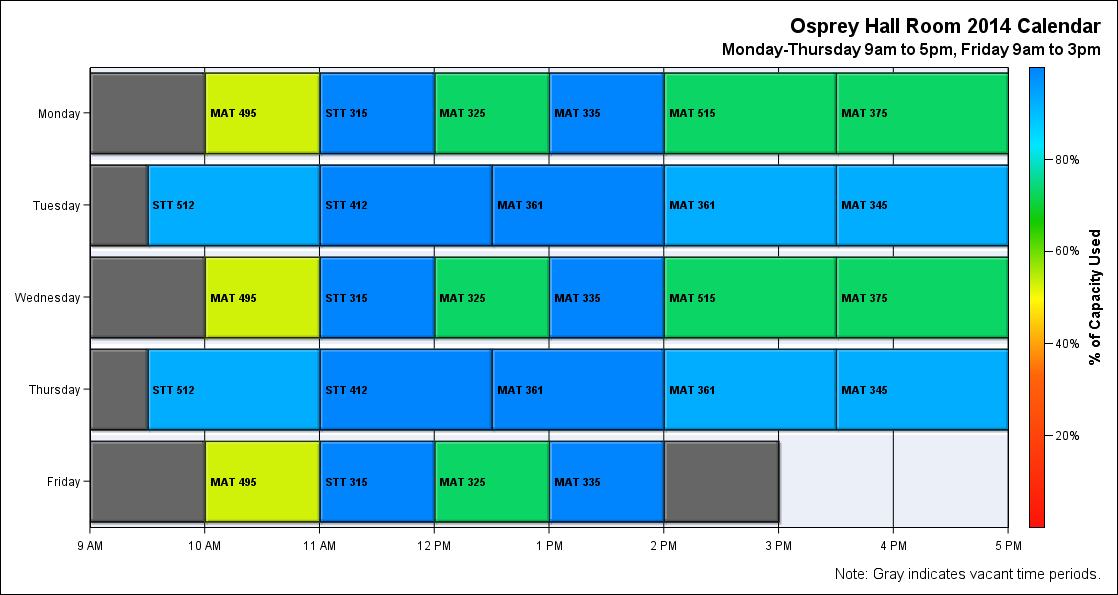 Osprey Hall Room 2014 Calendar
Monday-Thursday 9am to 5pm, Friday 9am to 3pm
Monday MAT 495 STT 315 MAT 325 MAT 335 MAT 515 MAT 375
Tuesday STT 512 STT 412 MAT 361 MAT 361 MAT 345
Wednesday MAT 495 STT 315 MAT 325 MAT 335 MAT 515 MAT 375
Thursday STT 512 STT 412 MAT 361 MAT 361 MAT 345
Friday MAT 495 STT 315 MAT 325 MAT 335
9 AM 10 AM 11 AM 12 PM 1 PM 2 PM 3 PM 4 PM 5 PM
80%
60%
40%
20%
% of Capacity Used
Note: Gray indicates vacant time periods.